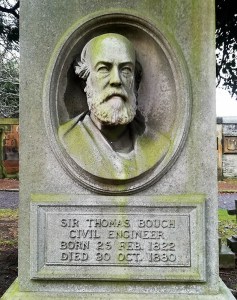 SIR THOMAS BOUCH
CIVIL ENGINEER
BORN 25 FEB. 1822
DIED 30 OCT. 1880